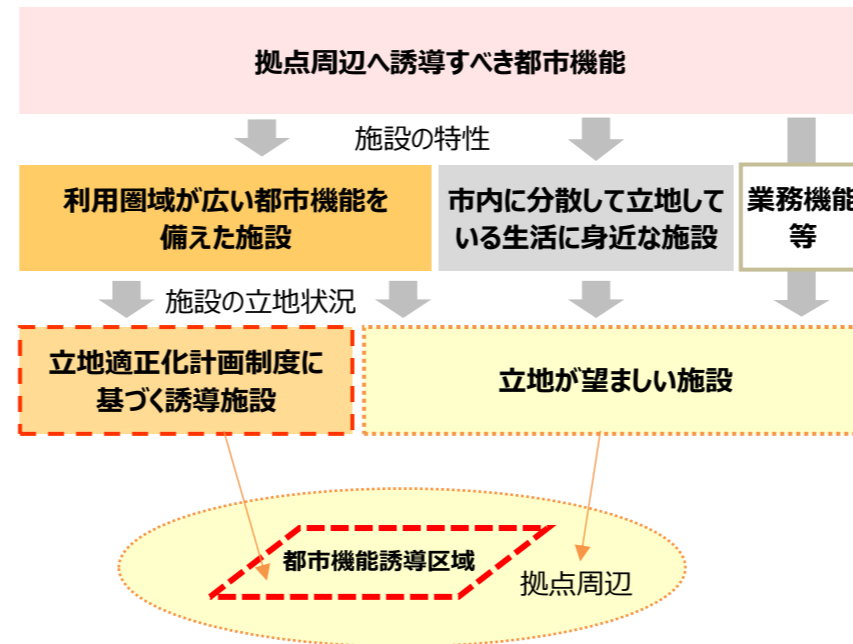 拠点周辺へ誘導すべき都市機能
施設の特性
利用圏域が広い都市機能を
備えた施設
市内に分散して立地して
いる生活に身近な施設
業務機能
等
施設の立地状況
立地適正化計画制度に
基づく誘導施設
立地が望ましい施設
都市機能誘導区域
拠点周辺